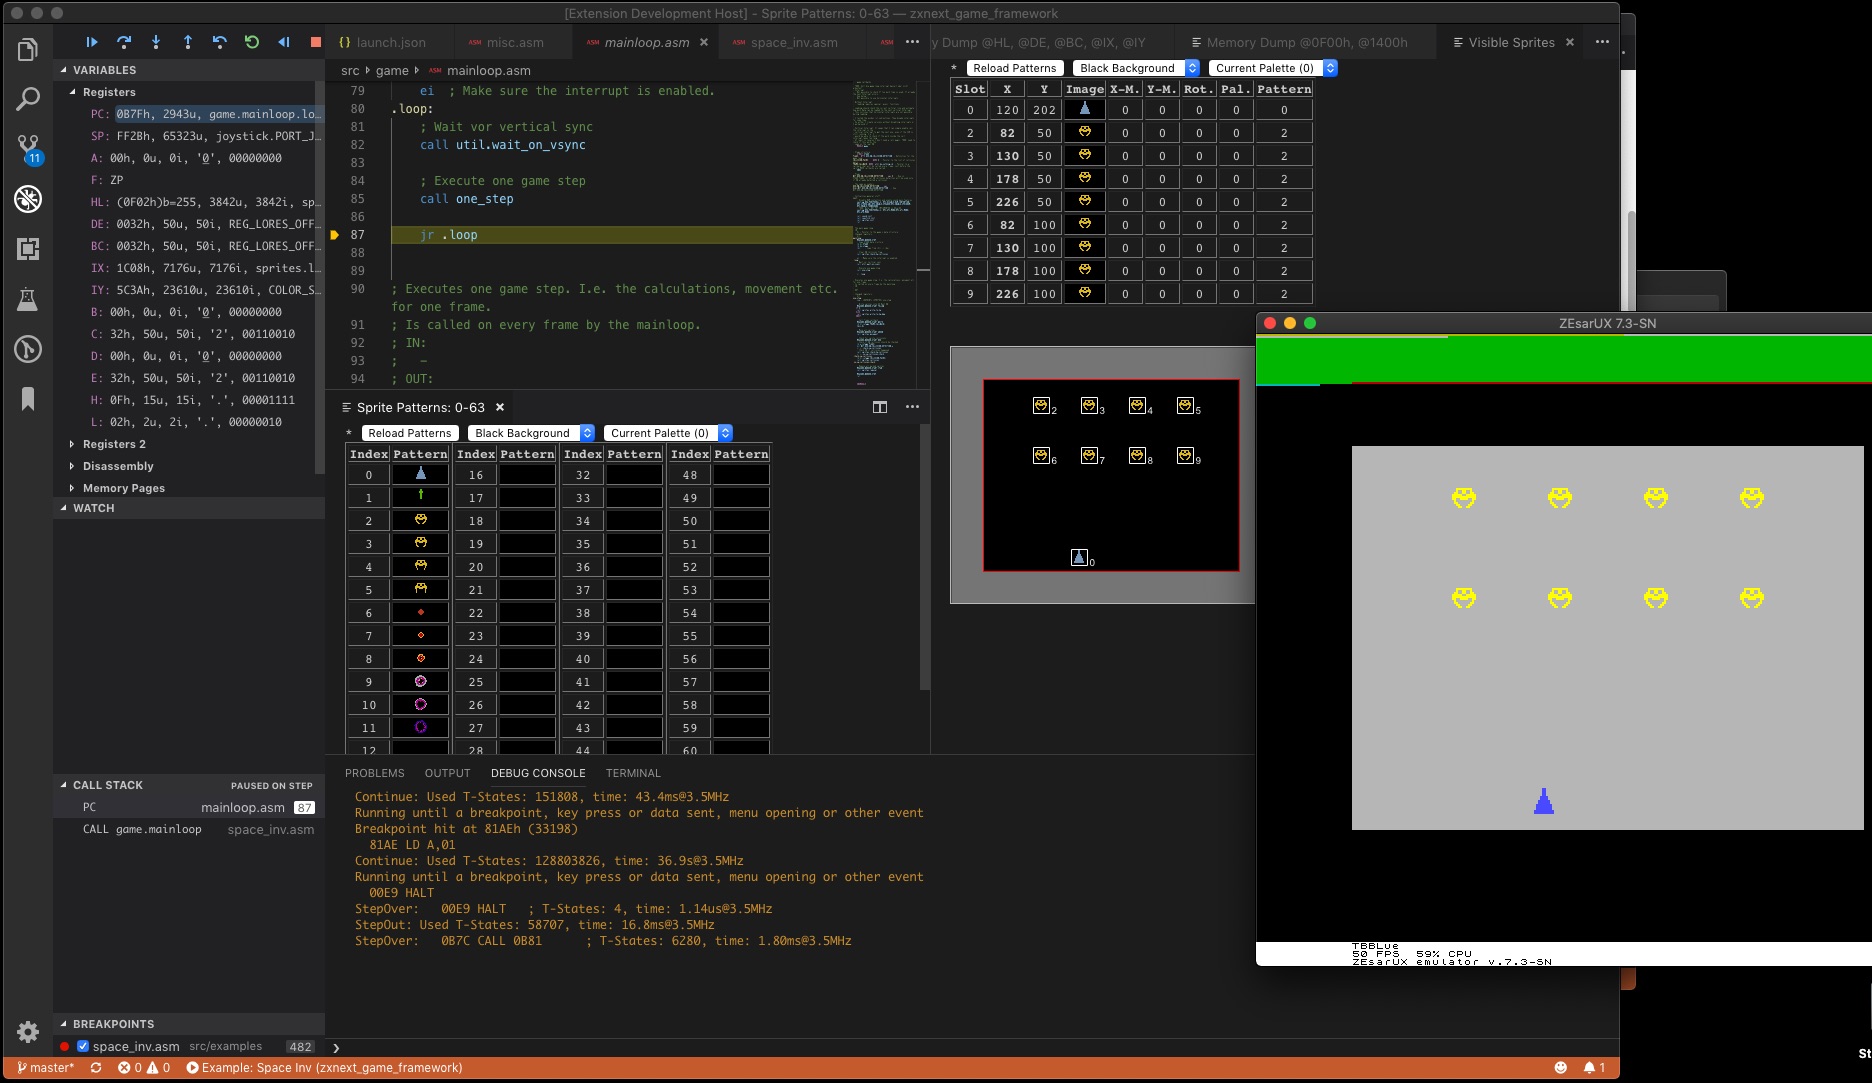 [Extension Development Host] - Sprite Patterns: 0-63 — zxnext_game_framework
{} launch.json
ASM misc.asm
ASM mainloop.asm ×
ASM space_inv.asm
ASM
y Dump @HL, @DE, @BC, @IX, @IY
Memory Dump @0F00h, @1400h
Visible Sprites ×
VARIABLES
Registers
PC: 0B7Fh, 2943u, game.mainloop.lo…
SP: FF2Bh, 65323u, joystick.PORT_J…
A: 00h, 0u, 0i, '0', 00000000
F: ZP
HL: (0F02h)b=255, 3842u, 3842i, sp…
DE: 0032h, 50u, 50i, REG_LORES_OFF…
BC: 0032h, 50u, 50i, REG_LORES_OFF…
IX: 1C08h, 7176u, 7176i, sprites.l…
IY: 5C3Ah, 23610u, 23610i, COLOR_S…
B: 00h, 0u, 0i, '0', 00000000
C: 32h, 50u, 50i, '2', 00110010
D: 00h, 0u, 0i, '0', 00000000
E: 32h, 50u, 50i, '2', 00110010
H: 0Fh, 15u, 15i, '.', 00001111
L: 02h, 2u, 2i, '.', 00000010
Registers 2
Disassembly
Memory Pages
WATCH
11
CALL STACK PAUSED ON STEP
PC mainloop.asm 87
CALL game.mainloop space_inv.asm
BREAKPOINTS
space_inv.asm src/examples 482
src game ASM mainloop.asm
79 ei ; Make sure the interrupt is enabled.
80 .loop:
81 ; Wait vor vertical sync
82 call util.wait_on_vsync
83
84 ; Execute one game step
85 call one_step
86
87 jr .loop
88
89
90 ; Executes one game step. I.e. the calculations, movement etc.
for one frame.
91 ; Is called on every frame by the mainloop.
92 ; IN:
93 ; -
94 ; OUT:
Sprite Patterns: 0-63 ×
* Reload Patterns Black Background Current Palette (0)
Index Pattern Index Pattern Index Pattern Index Pattern
0 16 32 48
1 17 33 49
2 18 34 50
3 19 35 51
4 20 36 52
5 21 37 53
6 22 38 54
7 23 39 55
8 24 40 56
9 25 41 57
10 26 42 58
11 27 43 59
12 28 44 60
* Reload Patterns Black Background Current Palette (0)
Slot X Y Image X-M. Y-M. Rot. Pal. Pattern
0 120 202 0 0 0 0 0
2 82 50 0 0 0 0 2
3 130 50 0 0 0 0 2
4 178 50 0 0 0 0 2
5 226 50 0 0 0 0 2
6 82 100 0 0 0 0 2
7 130 100 0 0 0 0 2
8 178 100 0 0 0 0 2
9 226 100 0 0 0 0 2
2 3 4 5
6 7 8 9
0
PROBLEMS OUTPUT DEBUG CONSOLE TERMINAL
Continue: Used T-States: 151808, time: 43.4ms@3.5MHz
Running until a breakpoint, key press or data sent, menu opening or other event
Breakpoint hit at 81AEh (33198)
81AE LD A,01
Continue: Used T-States: 128803826, time: 36.9s@3.5MHz
Running until a breakpoint, key press or data sent, menu opening or other event
00E9 HALT
StepOver: 00E9 HALT ; T-States: 4, time: 1.14us@3.5MHz
StepOut: Used T-States: 58707, time: 16.8ms@3.5MHz
StepOver: 0B7C CALL 0B81 ; T-States: 6280, time: 1.80ms@3.5MHz
ZEsarUX 7.3-SN
TBBlue
50 FPS 59% CPU
ZEsarUX emulator v.7.3-SN
St
master* 0 0 Example: Space Inv (zxnext_game_framework) 1